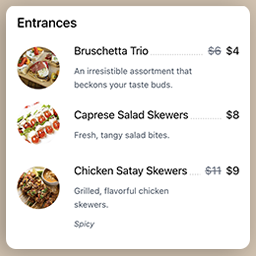 Entrances
Bruschetta Trio $6 $4
An irresistible assortment that
beckons your taste buds.
Caprese Salad Skewers $8
Fresh, tangy salad bites.
Chicken Satay Skewers $11 $9
Grilled, flavorful chicken
skewers.
Spicy